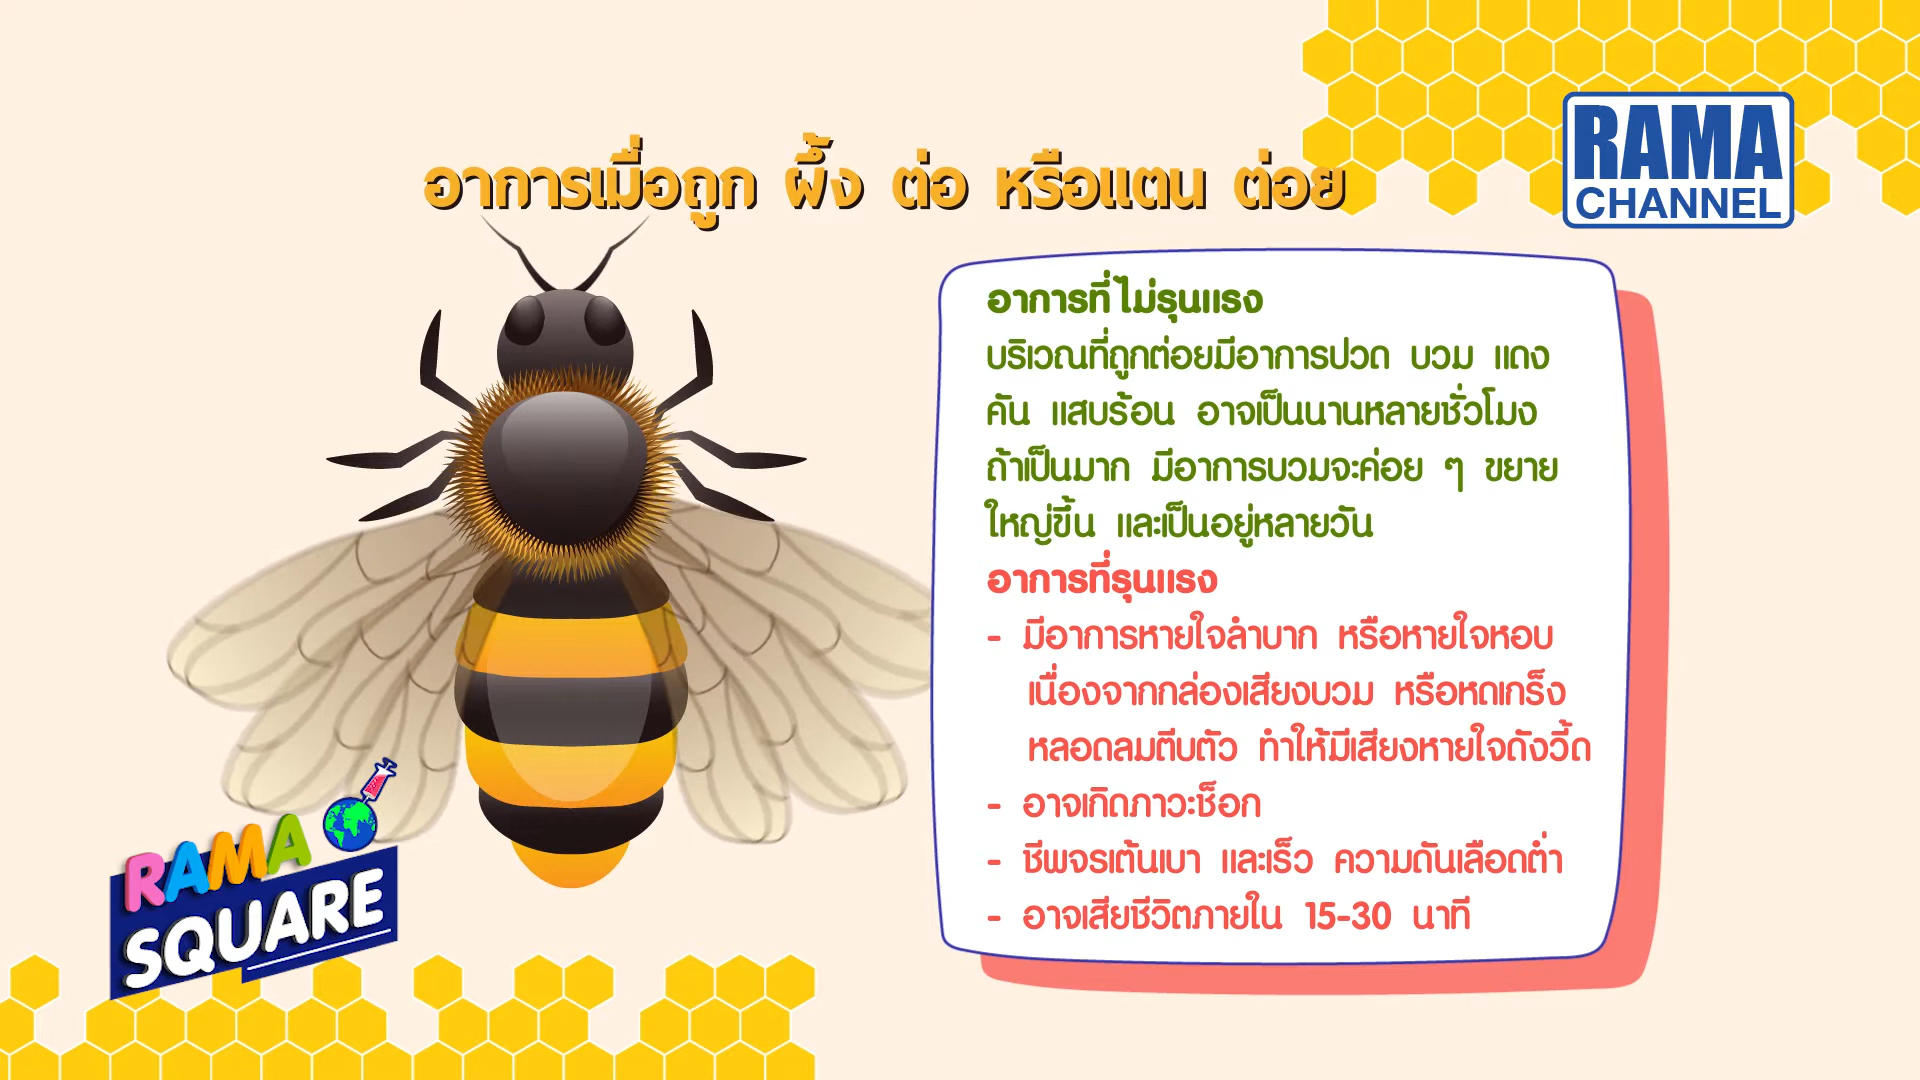 อาการเมื่อถูก ผึ้ง ต่อ หรือแตน ต่อย
RAMA
CHANNEL
อาการที่ไม่รุนแรง
บริเวณที่ถูกต่อยมีอาการปวด บวม แดง
คัน แสบร้อน อาจเป็นนานหลายชั่วโมง
ถ้าเป็นมาก มีอาการบวมจะค่อย ๆ ขยาย
ใหญ่ขึ้น และเป็นอยู่หลายวัน
อาการที่รุนแรง
- มีอาการหายใจลำบาก หรือหายใจหอบ
เนื่องจากกล่องเสียงบวม หรือหดเกร็ง
หลอดลมตีบตัว ทำให้มีเสียงหายใจดังวี้ด
- อาจเกิดภาวะช็อก
- ชีพจรเต้นเบา และเร็ว ความดันเลือดต่ำ
- อาจเสียชีวิตภายใน 15-30 นาที
RAMA
SQUARE